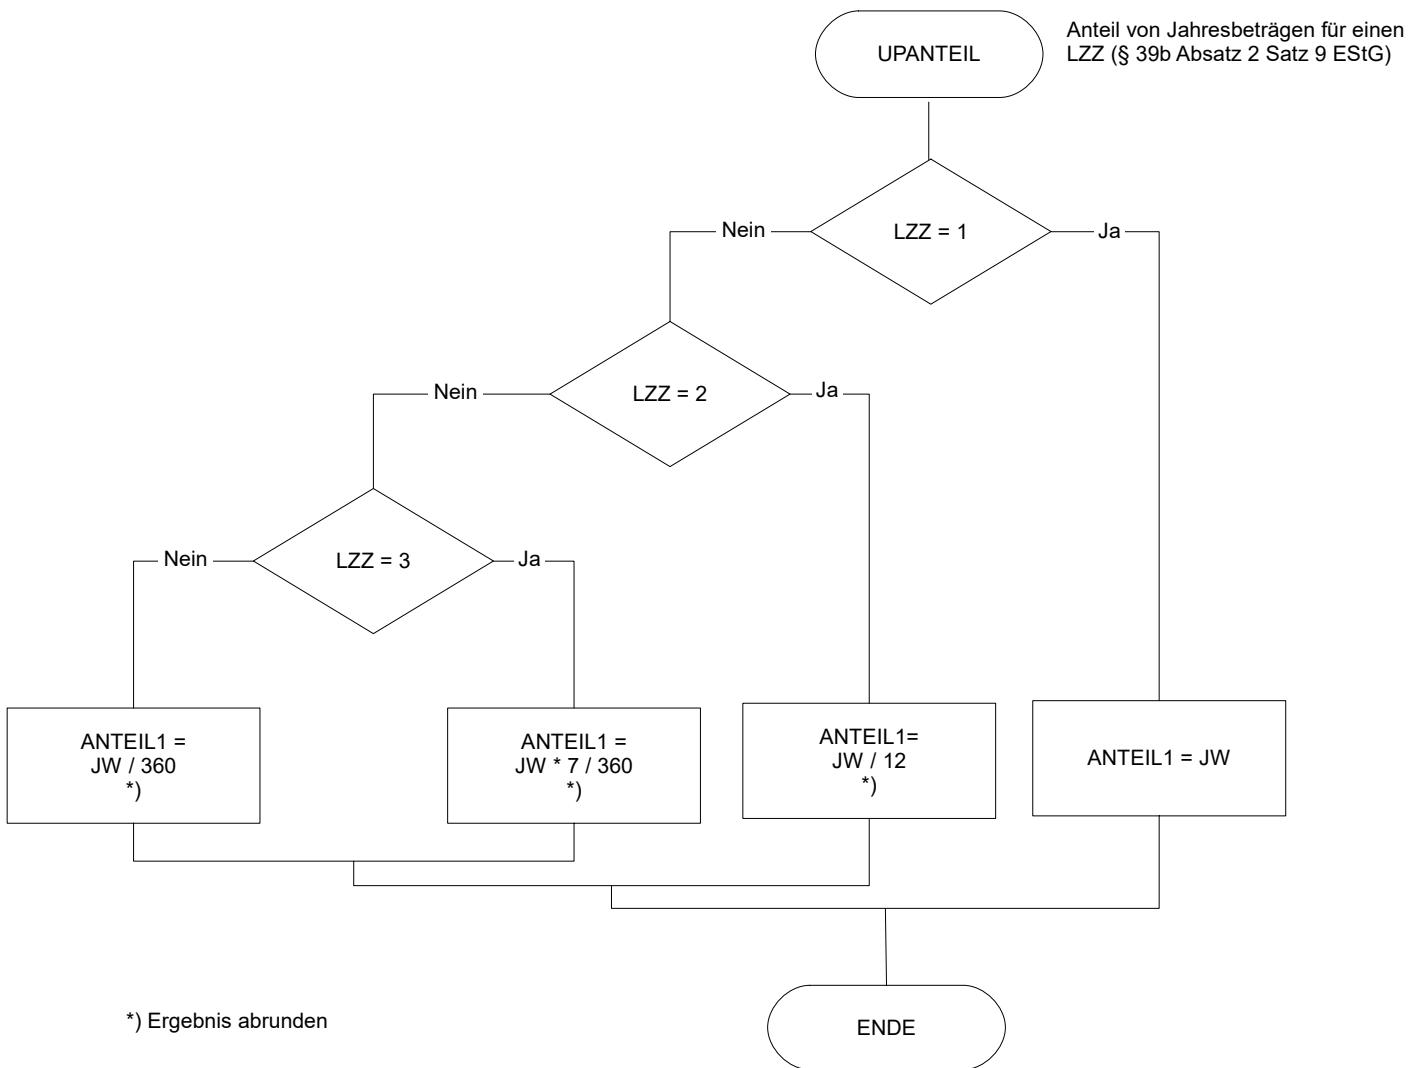 UPANTEIL
Anteil von Jahresbeträgen für einen
LZZ (§ 39b Absatz 2 Satz 9 EStG)
Nein
LZZ = 1
Ja
Nein
LZZ = 2
Ja
Nein
LZZ = 3
Ja
ANTEIL1 =
JW / 360
*)
ANTEIL1 =
JW * 7 / 360
*)
ANTEIL1=
JW / 12
*)
ANTEIL1 = JW
*) Ergebnis abrunden
ENDE